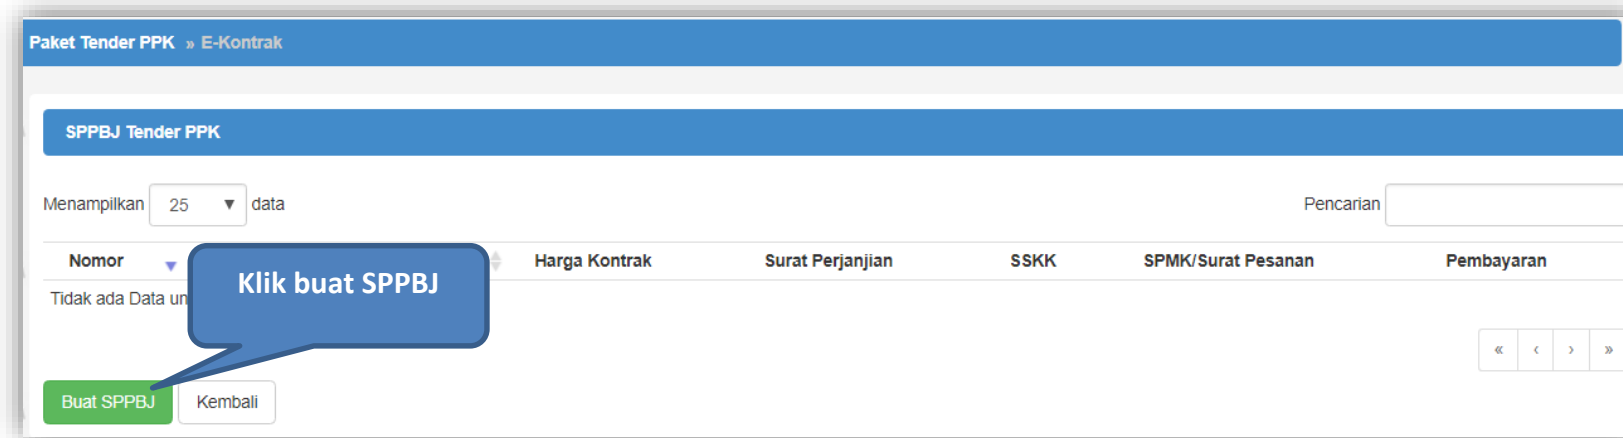 Paket Tender PPK » E-Kontrak
SPPBJ Tender PPK
Menampilkan 25 ▼ data Pencarian
Nomor Harga Kontrak Surat Perjanjian SSKK SPMK/Surat Pesanan Pembayaran
Tidak ada Data
Klik buat SPPBJ
« ‹ › »
Buat SPPBJ Kembali